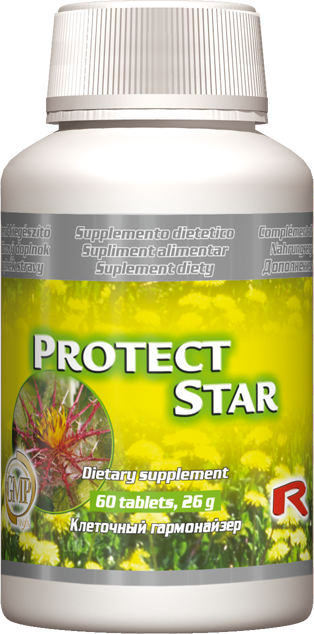 Supplemento dietetico
Supliment alimentar
Suplement diety
PROTECT
STAR
Dietary supplement
60 tablets, 26 g
Клеточный гармонайзер
GMP
R